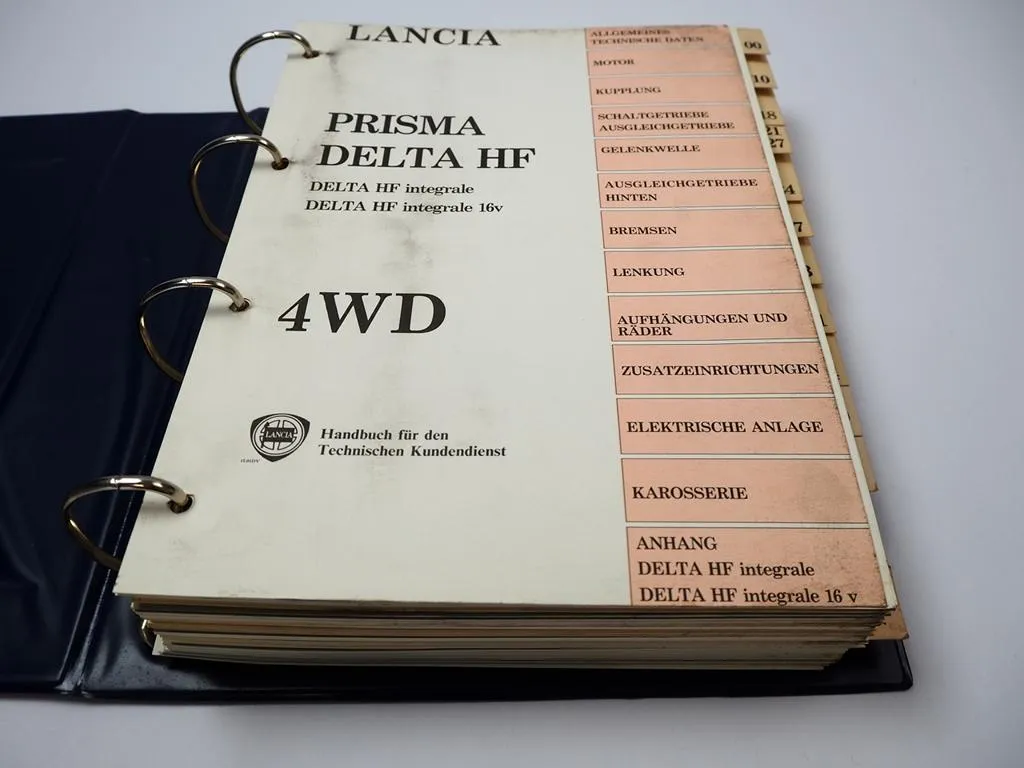 LANCIA
PRISMA
DELTA HF
DELTA HF integrale
DELTA HF integrale 16v
4WD
LANCIA
Handbuch für den
Technischen Kundendienst
ALLGEMEINES
TECHNISCHE DATEN
MOTOR
KUPPLUNG
SCHALTGETRIEBE
AUSGLEICHGETRIEBE
GELENKWELLE
AUSGLEICHGETRIEBE
HINTEN
BREMSEN
LENKUNG
AUFHÄNGUNGEN UND
RÄDER
ZUSATZEINRICHTUNGEN
ELEKTRISCHE ANLAGE
KAROSSERIE
ANHANG
DELTA HF integrale
DELTA HF integrale 16 v
00
10
18
21
27